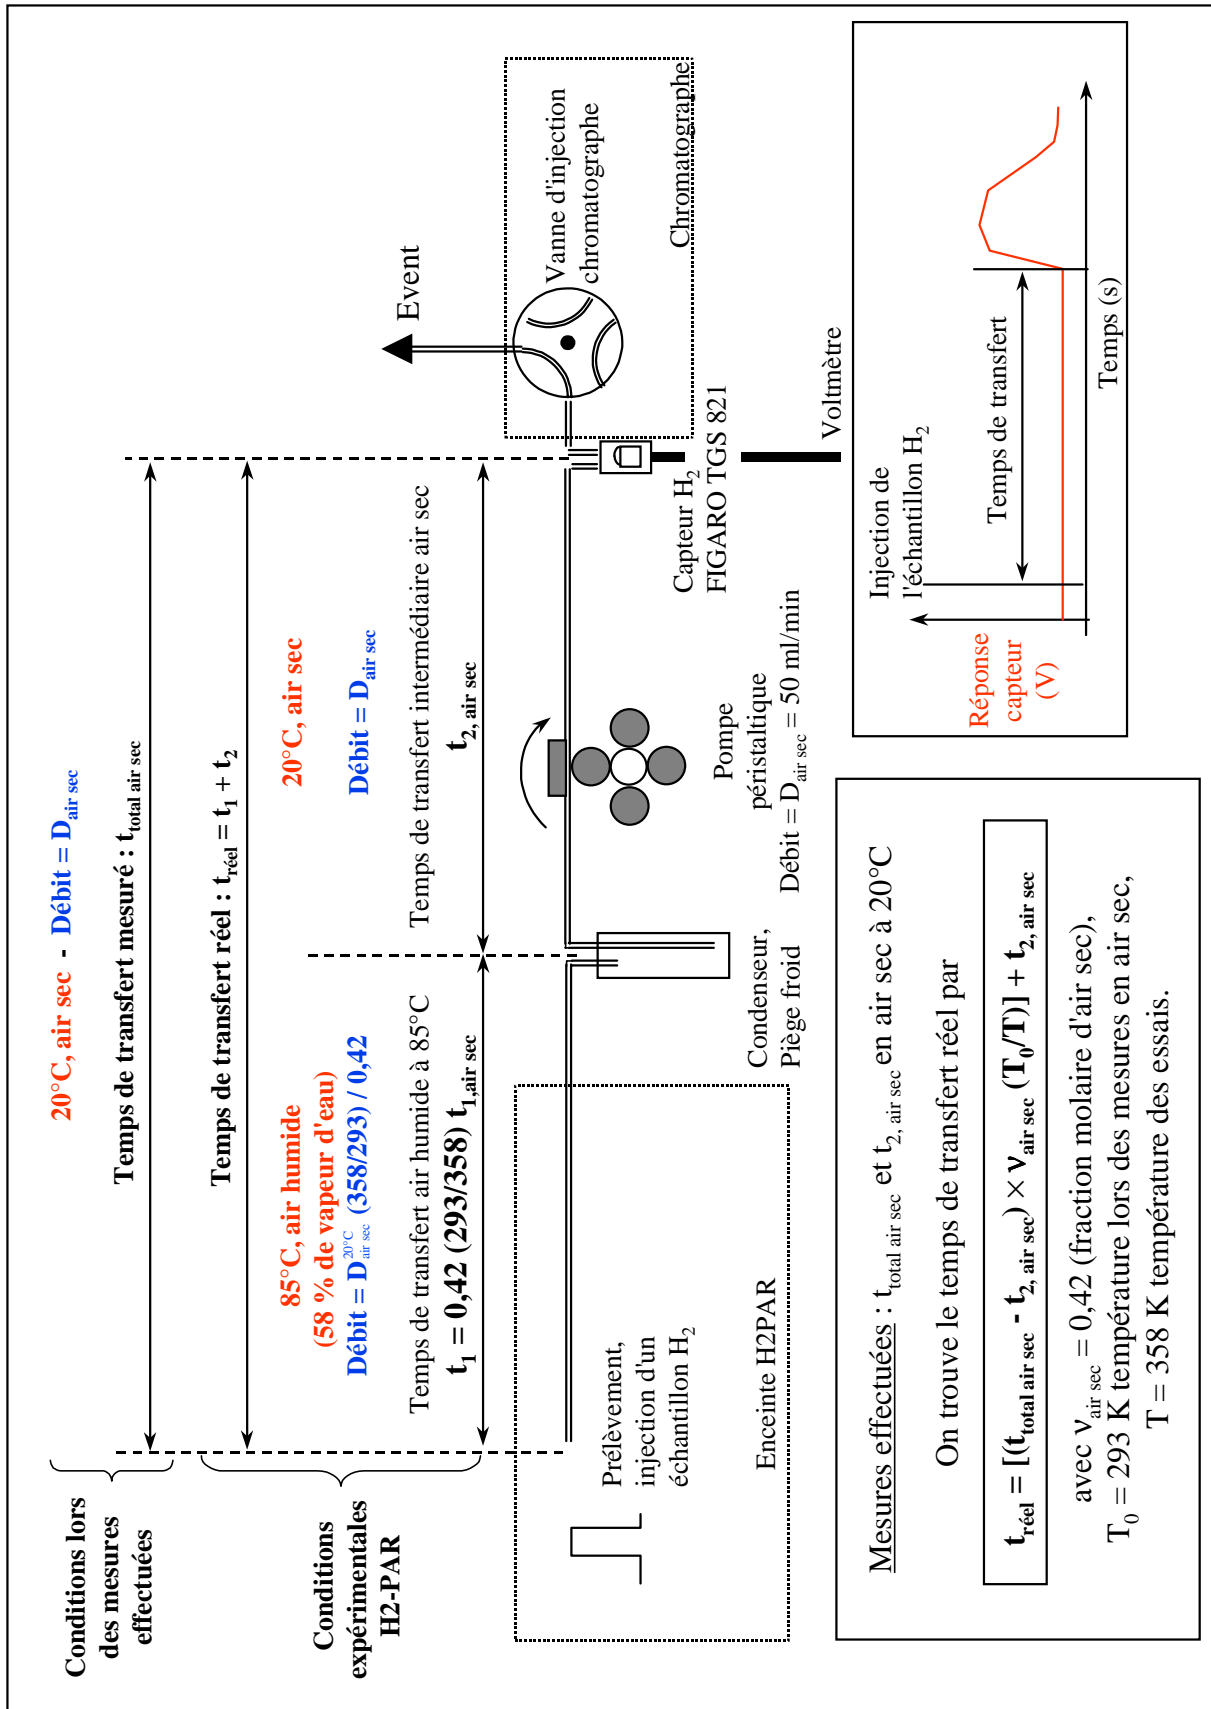 Conditions lors
des mesures
effectuées
20°C, air sec - Débit = D air sec
Temps de transfert mesuré : t total air sec
Conditions
expérimentales
H2-PAR
Temps de transfert réel : t réel = t1 + t2
85°C, air humide
(58 % de vapeur d'eau)
Débit = D air sec 20°C (358/293) / 0,42
Temps de transfert air humide à 85°C
t1 = 0,42 (293/358) t1,air sec
20°C, air sec
Débit = D air sec
Temps de transfert intermédiaire air sec
t2, air sec
Event
Vanne d'injection
chromatographe
Chromatographe
Prélèvement,
injection d'un
échantillon H2
Enceinte H2PAR
Condenseur,
Piège froid
Pompe
péristaltique
Débit = D air sec = 50 ml/min
Capteur H2
FIGARO TGS 821
Voltmètre
Mesures effectuées : t total air sec et t2, air sec en air sec à 20°C
On trouve le temps de transfert réel par
t réel = [(t total air sec - t2, air sec) × ν air sec (T0/T)] + t2, air sec
avec ν air sec = 0,42 (fraction molaire d'air sec),
T0 = 293 K température lors des mesures en air sec,
T = 358 K température des essais.
Injection de
l'échantillon H2
Réponse
capteur
(V)
Temps de transfert
Temps (s)